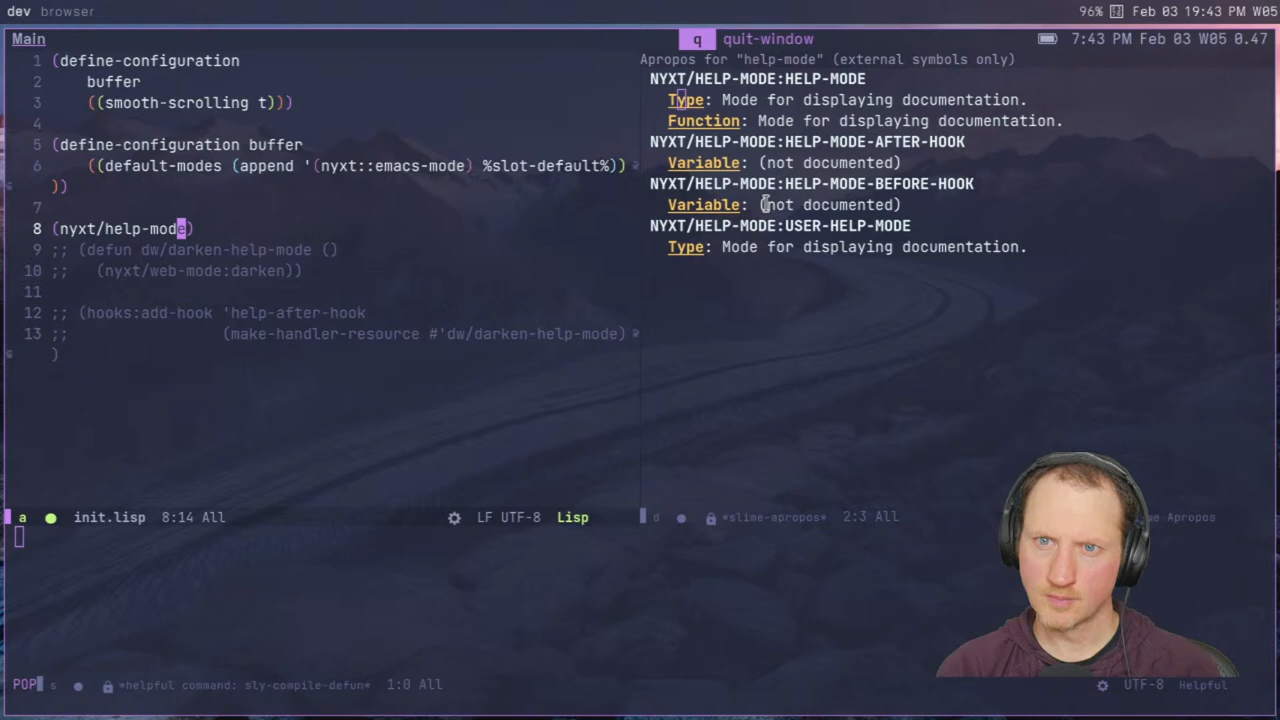 dev browser
96% Feb 03 19:43 PM W05
Main
q quit-window
7:43 PM Feb 03 W05 0.47
1 (define-configuration
2 buffer
3 ((smooth-scrolling t)))
4
5 (define-configuration buffer
6 ((default-modes (append '(nyxt::emacs-mode) %slot-default%))
))
7
8 (nyxt/help-mode)
9 ;; (defun dw/darken-help-mode ()
10 ;; (nyxt/web-mode:darken))
11
12 ;; (hooks:add-hook 'help-after-hook
13 ;; (make-handler-resource #'dw/darken-help-mode)
)
a init.lisp 8:14 All
LF UTF-8 Lisp
Apropos for "help-mode" (external symbols only)
NYXT/HELP-MODE:HELP-MODE
Type: Mode for displaying documentation.
Function: Mode for displaying documentation.
NYXT/HELP-MODE:HELP-MODE-AFTER-HOOK
Variable: (not documented)
NYXT/HELP-MODE:HELP-MODE-BEFORE-HOOK
Variable: (not documented)
NYXT/HELP-MODE:USER-HELP-MODE
Type: Mode for displaying documentation.
d *slime-apropos* 2:3 All
Apropos
POP s *helpful command: sly-compile-defun* 1:0 All
UTF-8 Helpful